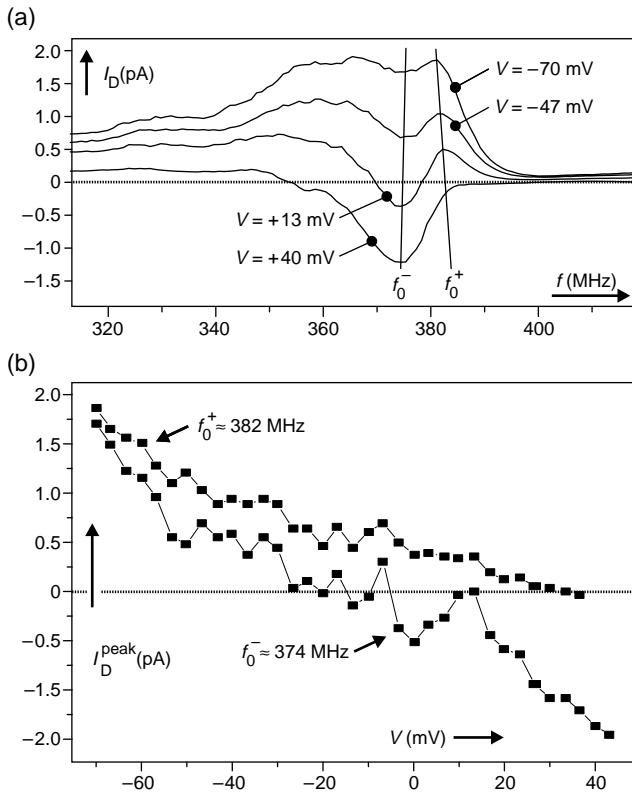 (a)
2.0
1.5
1.0
0.5
0
−0.5
−1.0
−1.5
I_D(pA)
V = −70 mV
V = −47 mV
V = +13 mV
V = +40 mV
f_0^−
f_0^+
f (MHz)
320 340 360 380 400
(b)
2.0
1.5
1.0
0.5
0
−0.5
−1.0
−1.5
−2.0
f_0^+ ≈ 382 MHz
I_D^peak(pA)
f_0^− ≈ 374 MHz
V (mV)
−60 −40 −20 0 20 40